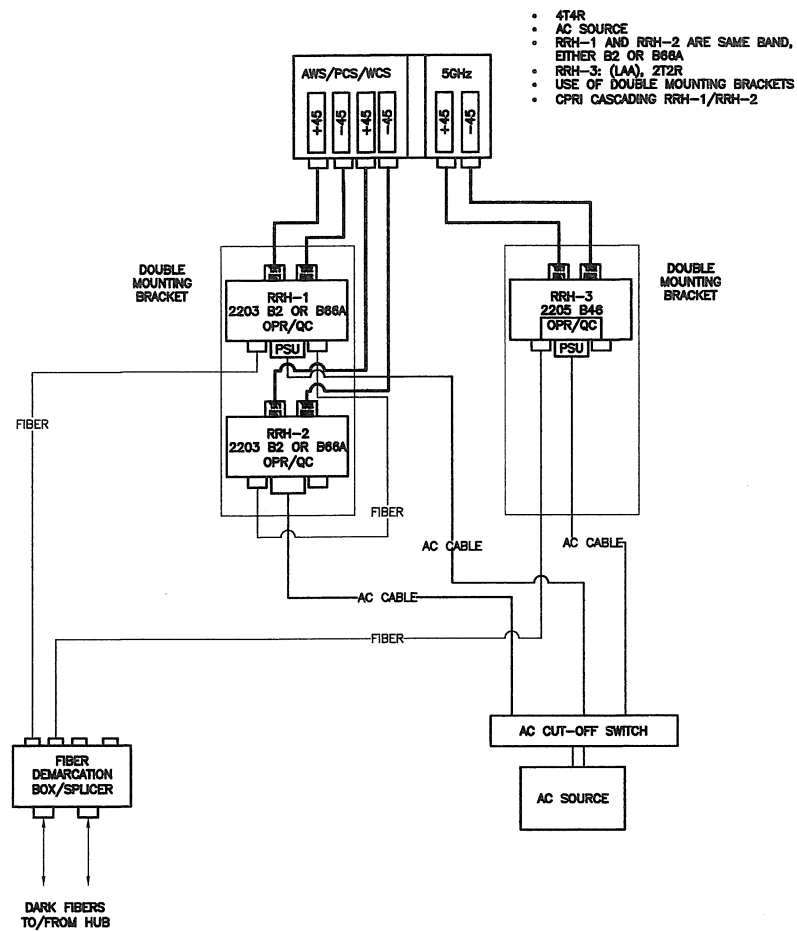 • 4T4R
• AC SOURCE
• RRH-1 AND RRH-2 ARE SAME BAND,
EITHER B2 OR B66A
• RRH-3: (LAA), 2T2R
• USE OF DOUBLE MOUNTING BRACKETS
• CPRI CASCADING RRH-1/RRH-2
AWS/PCS/WCS
5GHz
+45
-45
+45
-45
+45
-45
DOUBLE
MOUNTING
BRACKET
RRH-1
2203 B2 OR B66A
OPR/QC
PSU
RRH-3
2205 B46
OPR/QC
PSU
DOUBLE
MOUNTING
BRACKET
FIBER
RRH-2
2203 B2 OR B66A
OPR/QC
FIBER
AC CABLE
AC CABLE
AC CABLE
FIBER
AC CUT-OFF SWITCH
AC SOURCE
FIBER
DEMARCATION
BOX/SPLICER
DARK FIBERS
TO/FROM HUB